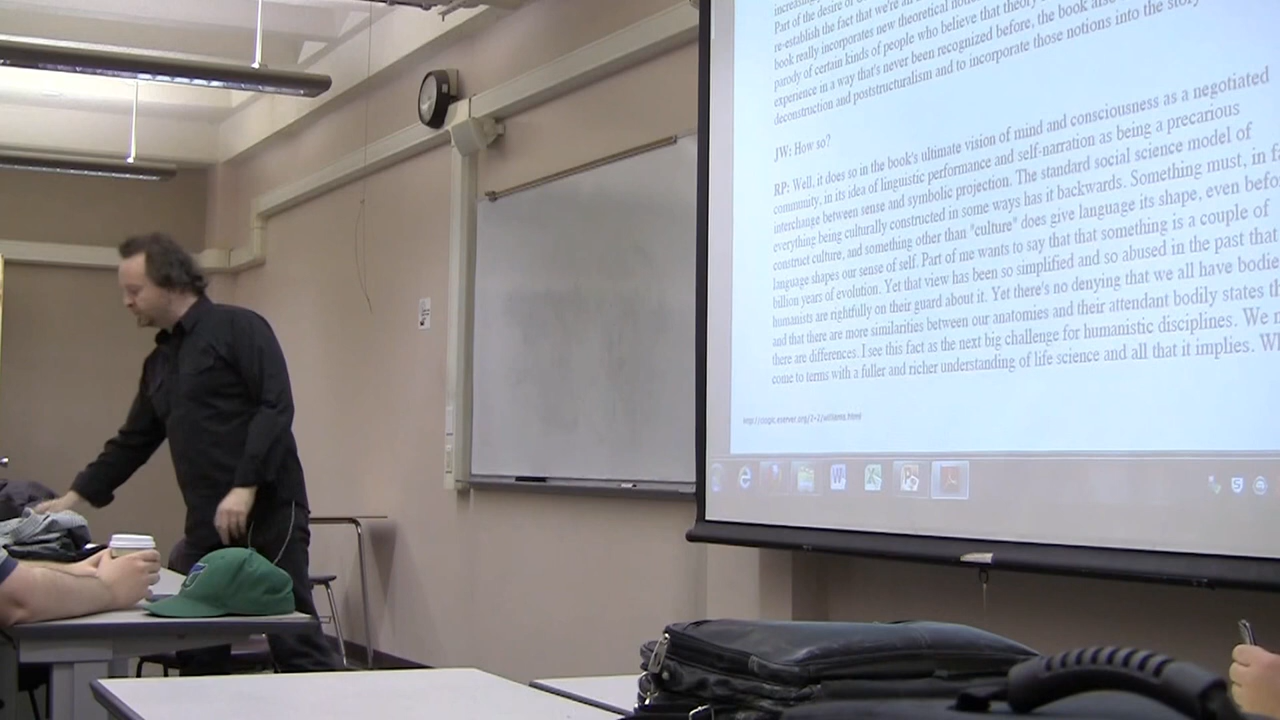 Part of the desire
re-establish the fact that we're all
book really incorporates new theoretical
parody of certain kinds of people who believe that theory
experience in a way that's never been recognized before, the book also
deconstruction and poststructuralism and to incorporate those notions into the story
JW: How so?
RP: Well, it does so in the book's ultimate vision of mind and consciousness as a negotiated
community, in its idea of linguistic performance and self-narration as being a precarious
interchange between sense and symbolic projection. The standard social science model of
everything being culturally constructed in some ways has it backwards. Something must, in
construct culture, and something other than "culture" does give language its shape, even
language shapes our sense of self. Part of me wants to say that that something is a couple of
billion years of evolution. Yet that view has been so simplified and so abused in the past that
humanists are rightfully on their guard about it. Yet there's no denying that we all have
and that there are more similarities between our anatomies and their attendant bodily states
there are differences. I see this fact as the next big challenge for humanistic disciplines. We
come to terms with a fuller and richer understanding of life science and all that it implies.